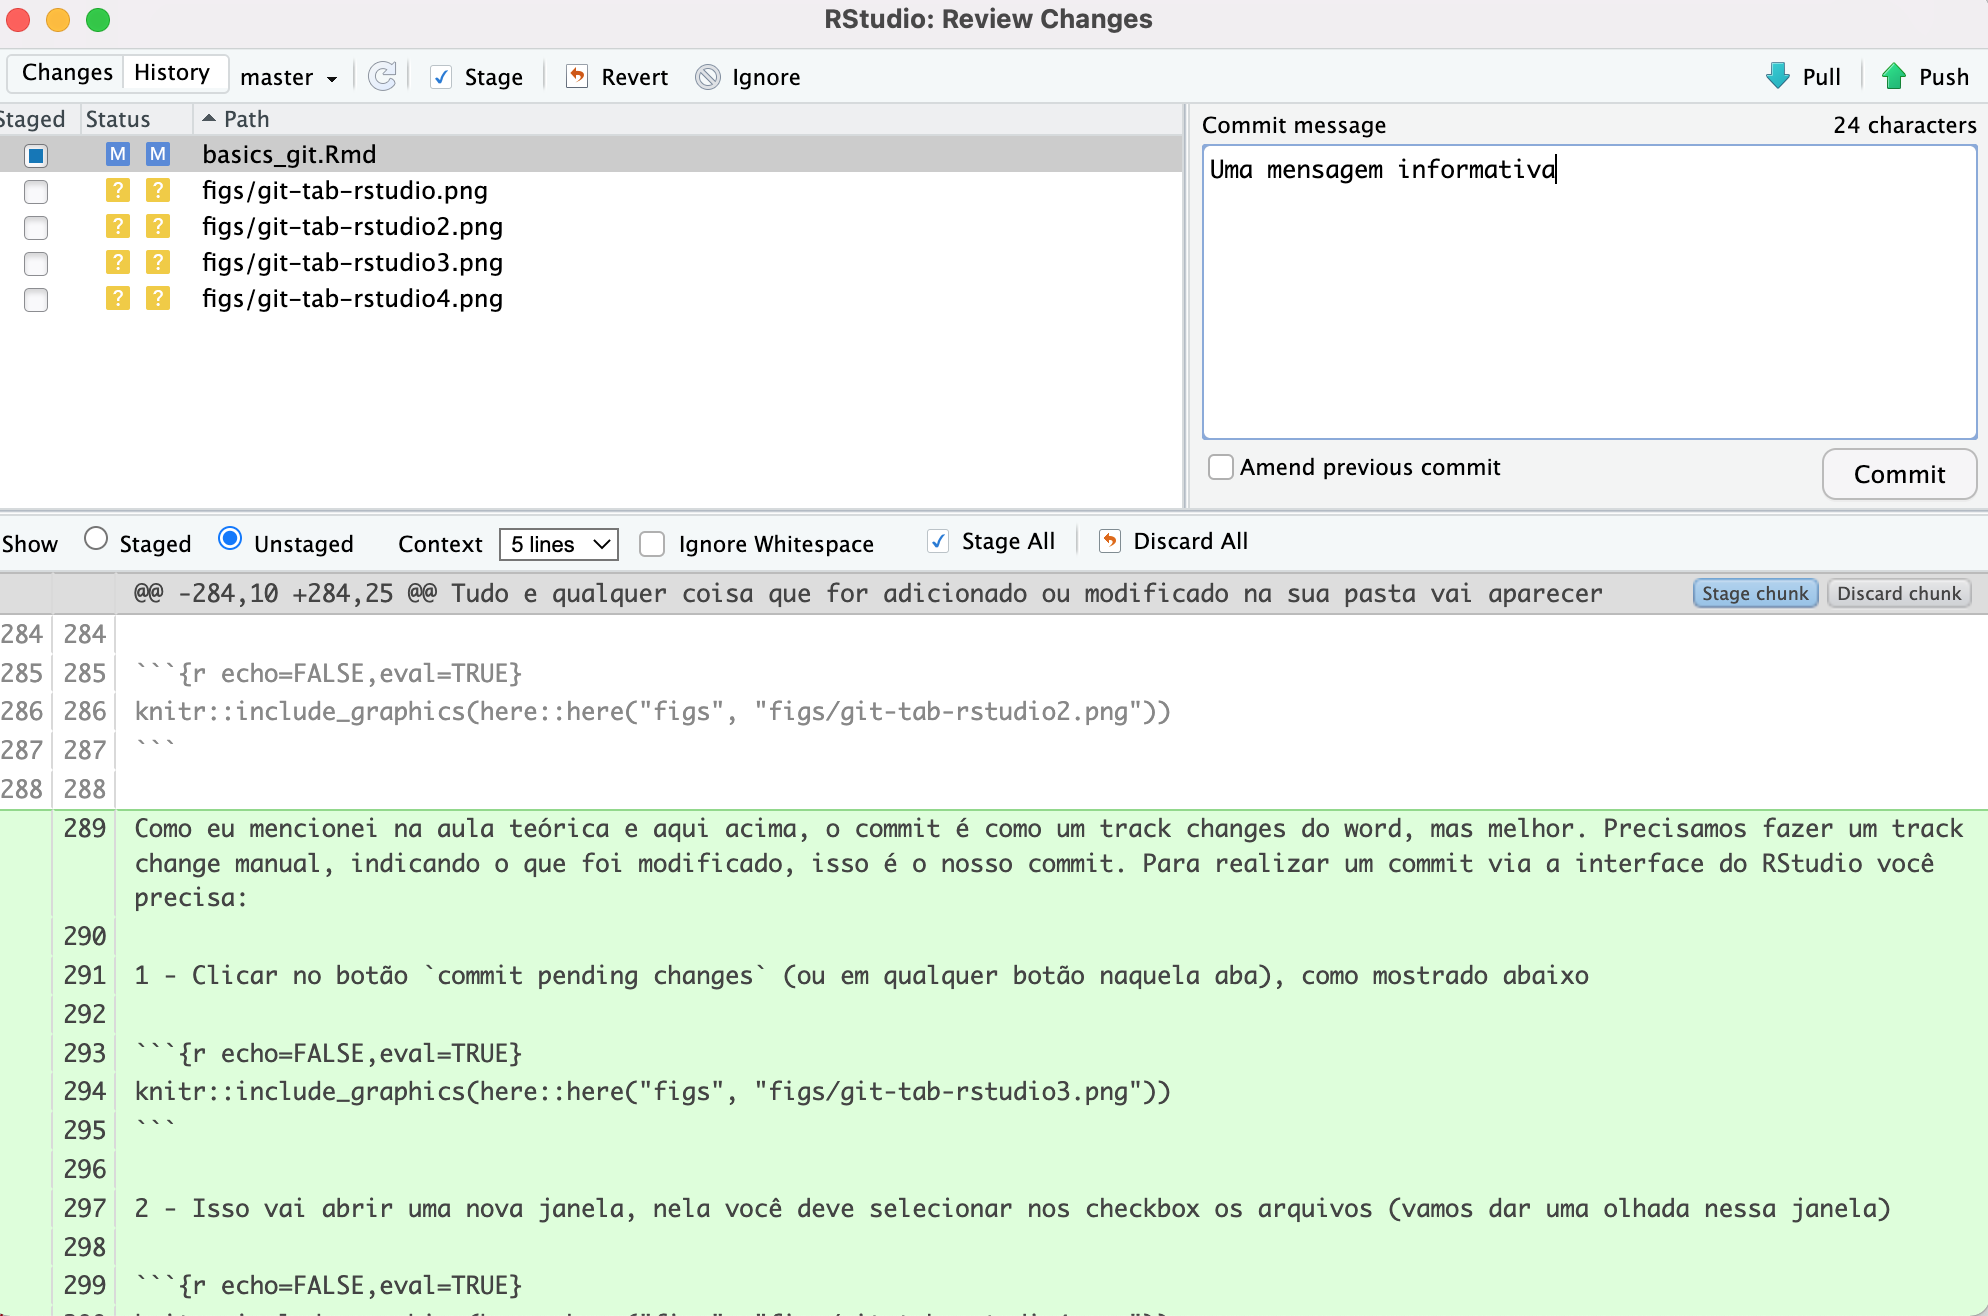 RStudio: Review Changes
Changes History master Stage Revert Ignore Pull Push
Staged Status Path
M M basics_git.Rmd
? ? figs/git-tab-rstudio.png
? ? figs/git-tab-rstudio2.png
? ? figs/git-tab-rstudio3.png
? ? figs/git-tab-rstudio4.png
Commit message 24 characters
Uma mensagem informativa
Amend previous commit
Commit
Show Staged Unstaged Context 5 lines Ignore Whitespace Stage All Discard All
@@ -284,10 +284,25 @@ Tudo e qualquer coisa que for adicionado ou modificado na sua pasta vai aparecer Stage chunk Discard chunk
284 284
285 285 ```{r echo=FALSE,eval=TRUE}
286 286 knitr::include_graphics(here::here("figs", "figs/git-tab-rstudio2.png"))
287 287 ```
288 288
289 Como eu mencionei na aula teórica e aqui acima, o commit é como um track changes do word, mas melhor. Precisamos fazer um track
change manual, indicando o que foi modificado, isso é o nosso commit. Para realizar um commit via a interface do RStudio você
precisa:
290
291 1 - Clicar no botão `commit pending changes` (ou em qualquer botão naquela aba), como mostrado abaixo
292
293 ```{r echo=FALSE,eval=TRUE}
294 knitr::include_graphics(here::here("figs", "figs/git-tab-rstudio3.png"))
295 ```
296
297 2 - Isso vai abrir uma nova janela, nela você deve selecionar nos checkbox os arquivos (vamos dar uma olhada nessa janela)
298
299 ```{r echo=FALSE,eval=TRUE}